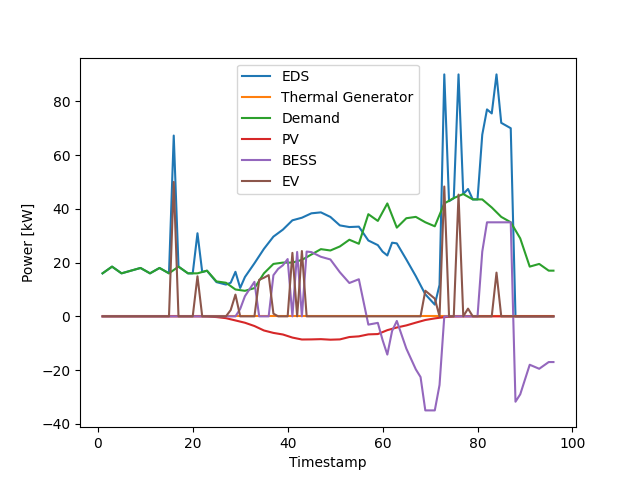 EDS
Thermal Generator
Demand
PV
BESS
EV
Power [kW]
80
60
40
20
0
−20
−40
0 20 40 60 80 100
Timestamp